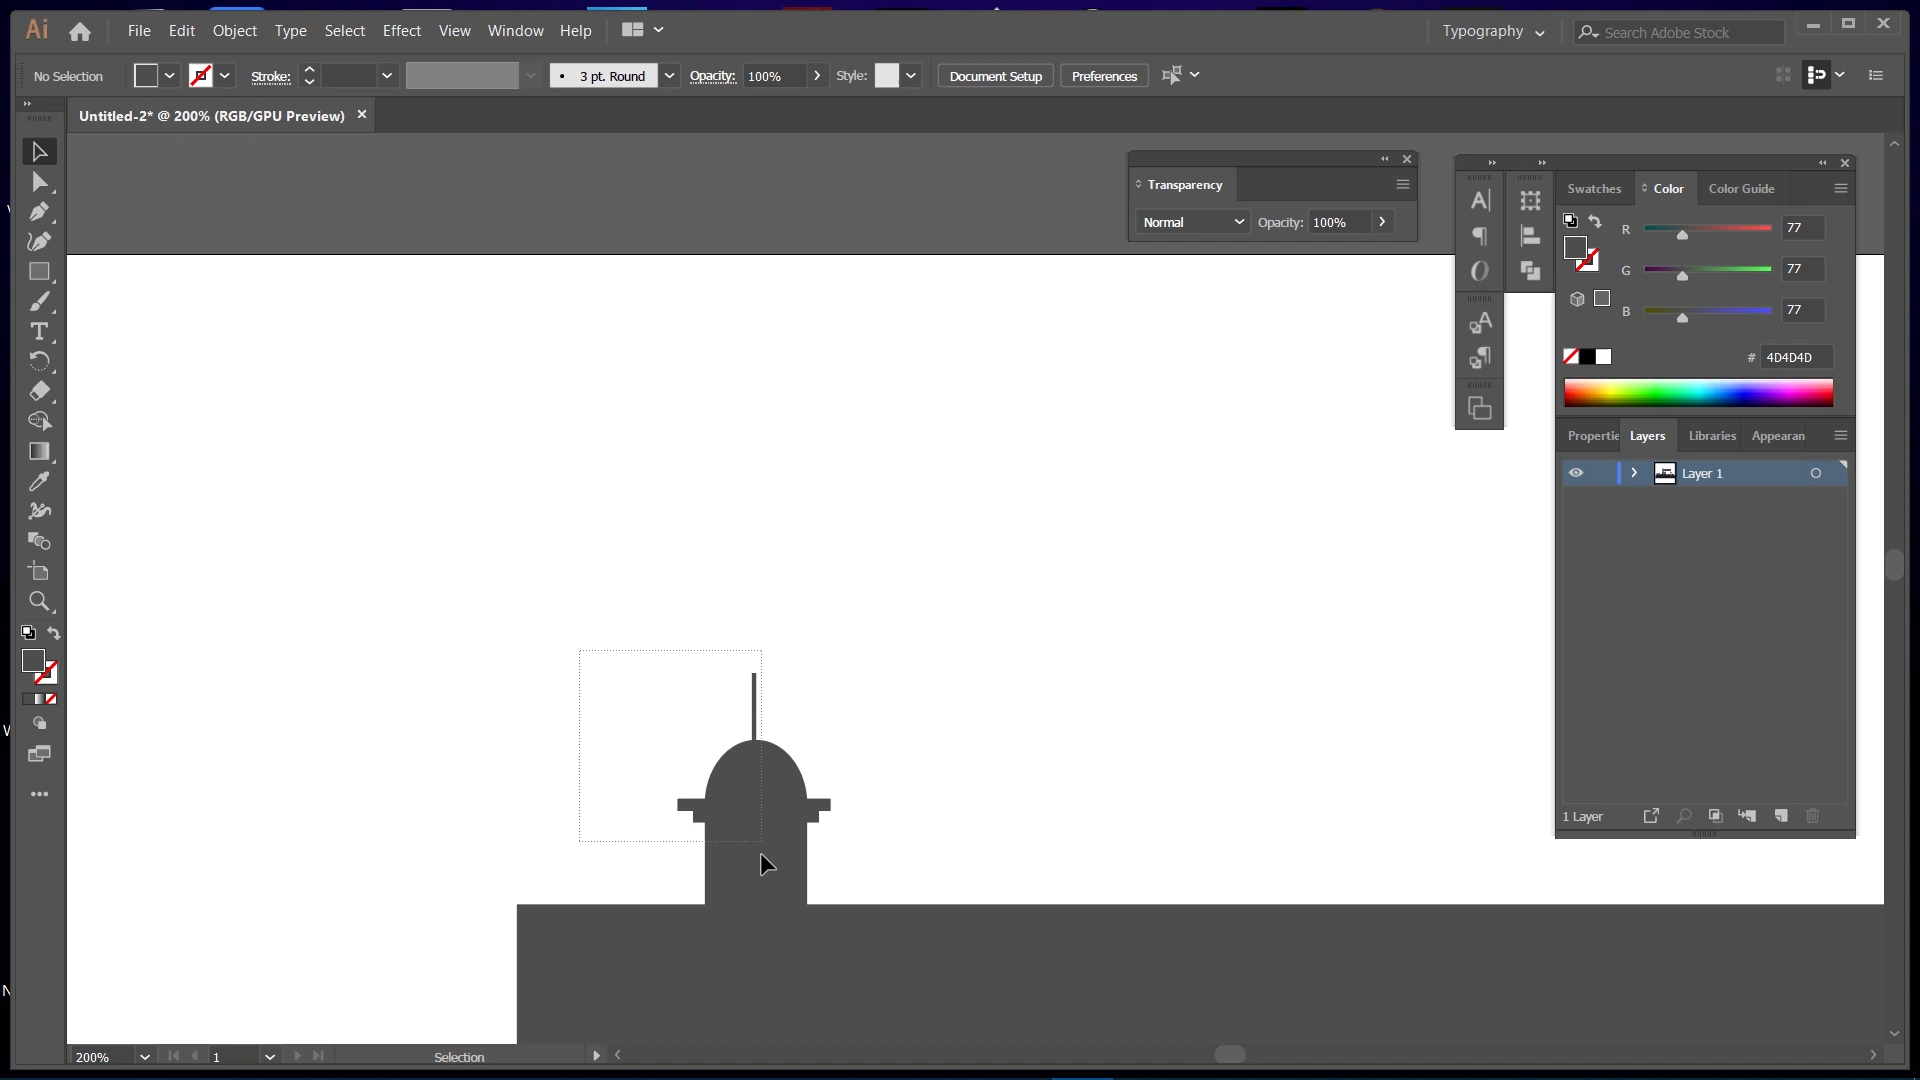 Ai File Edit Object Type Select Effect View Window Help Typography Search Adobe Stock
No Selection Stroke: 3 pt. Round Opacity: 100% Style: Document Setup Preferences
Untitled-2* @ 200% (RGB/GPU Preview)
Transparency
Normal Opacity: 100%
Swatches Color Color Guide
R 77
G 77
B 77
# 4D4D4D
Propertie Layers Libraries Appearan
Layer 1
1 Layer
200% 1 Selection